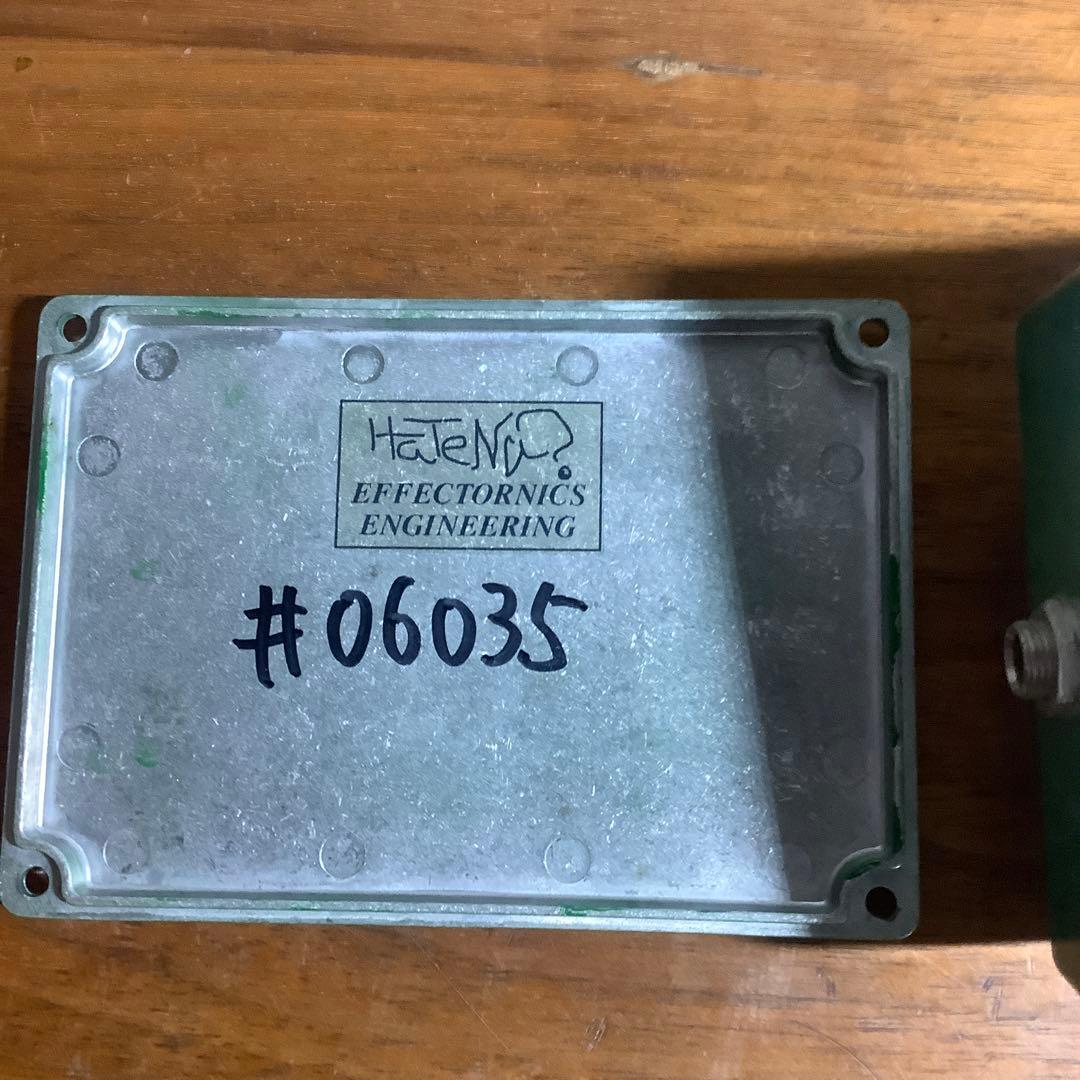 HaTeNa?
EFFECTORNICS
ENGINEERING
#06035